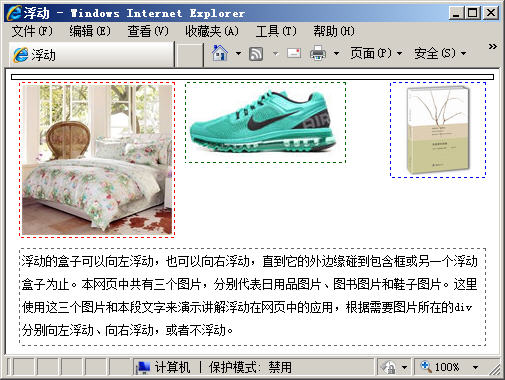 浮动 - Windows Internet Explorer
文件(F) 编辑(E) 查看(V) 收藏夹(A) 工具(T) 帮助(H)
浮动 页面(P) 安全(S) »
AIR
浮动的盒子可以向左浮动，也可以向右浮动，直到它的外边缘碰到包含框或另一个浮动
盒子为止。本网页中共有三个图片，分别代表日用品图片、图书图片和鞋子图片。这里
使用这三个图片和本段文字来演示讲解浮动在网页中的应用，根据需要图片所在的div
分别向左浮动、向右浮动，或者不浮动。
计算机 | 保护模式: 禁用 100%